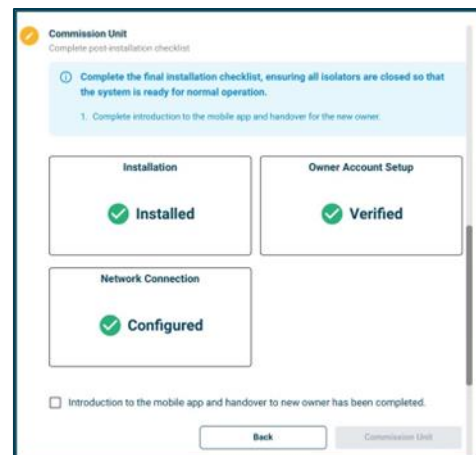 Commission Unit
Complete post-installation checklist
Complete the final installation checklist, ensuring all isolators are closed so that
the system is ready for normal operation.
1. Complete introduction to the mobile app and handover for the new owner.
Installation
Installed
Owner Account Setup
Verified
Network Connection
Configured
Introduction to the mobile app and handover to new owner has been completed.
Back
Commission Unit